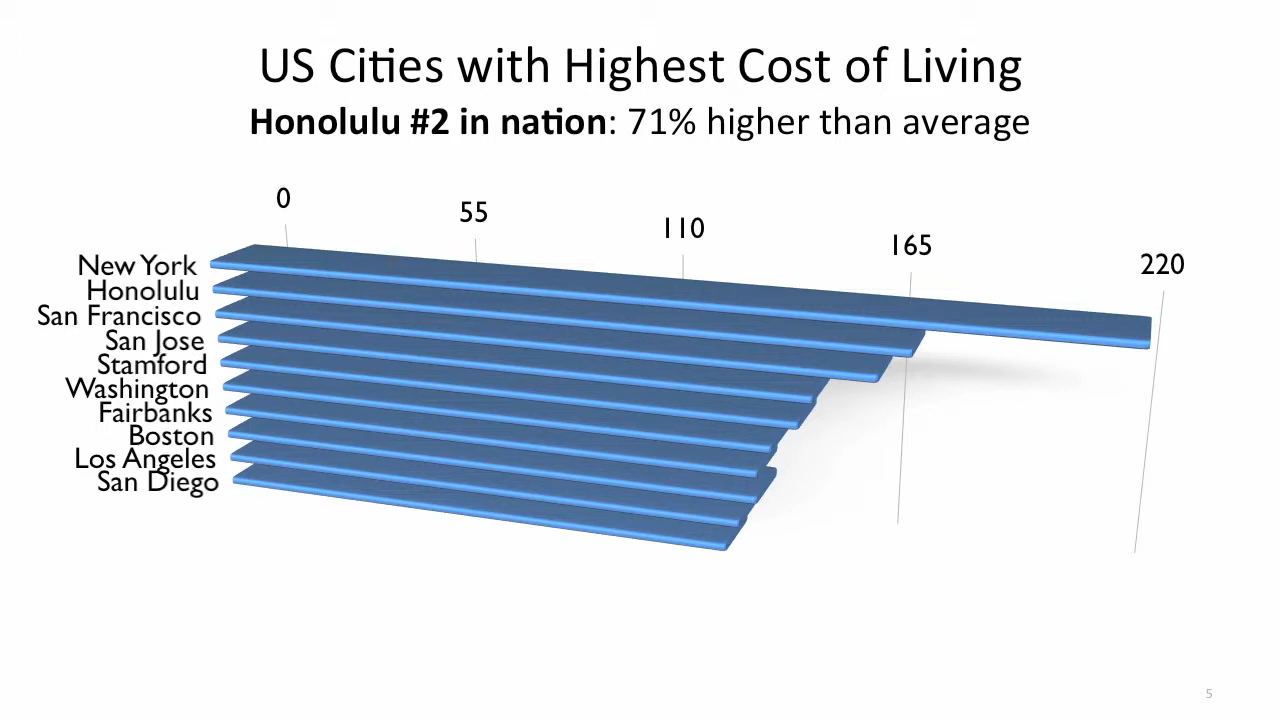 US Cities with Highest Cost of Living
Honolulu #2 in nation: 71% higher than average
0
55
110
165
220
New York
Honolulu
San Francisco
San Jose
Stamford
Washington
Fairbanks
Boston
Los Angeles
San Diego
5